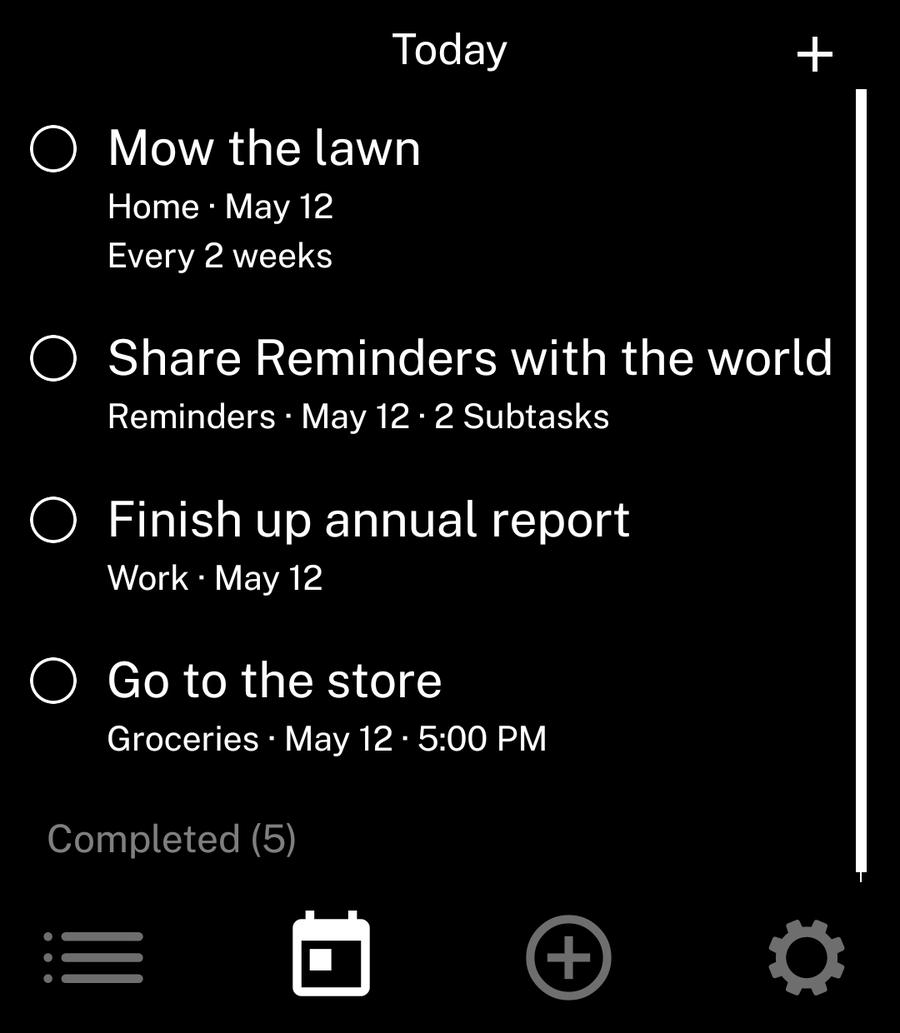 Today
Mow the lawn
Home · May 12
Every 2 weeks
Share Reminders with the world
Reminders · May 12 · 2 Subtasks
Finish up annual report
Work · May 12
Go to the store
Groceries · May 12 · 5:00 PM
Completed (5)